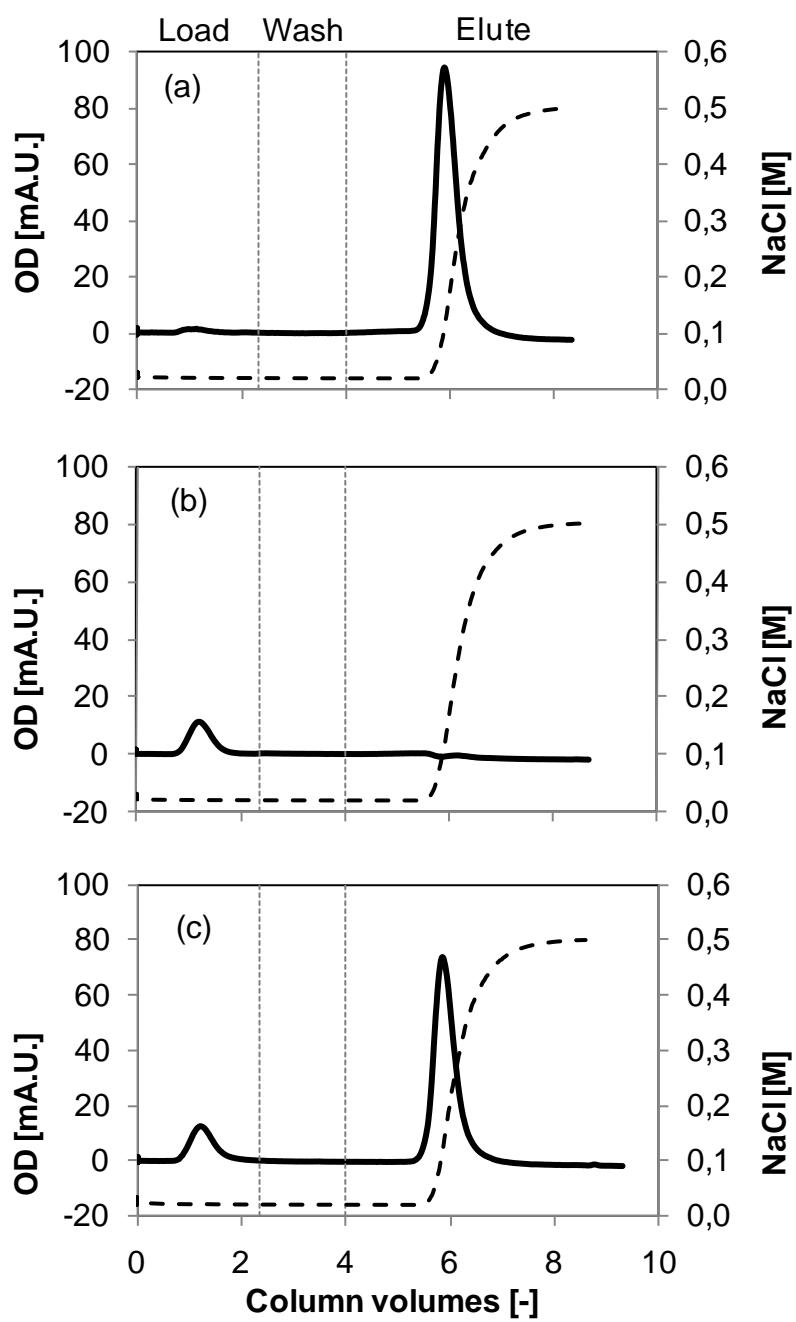 Load Wash Elute
100 0,6
(a)
80 0,5
60 0,4
40 0,3
20 0,2
0 0,1
-20 0,0
OD [mA.U.]
NaCl [M]
100 0,6
(b)
80 0,5
60 0,4
40 0,3
20 0,2
0 0,1
-20 0,0
OD [mA.U.]
NaCl [M]
100 0,6
(c)
80 0,5
60 0,4
40 0,3
20 0,2
0 0,1
-20 0,0
OD [mA.U.]
NaCl [M]
0 2 4 6 8 10
Column volumes [-]